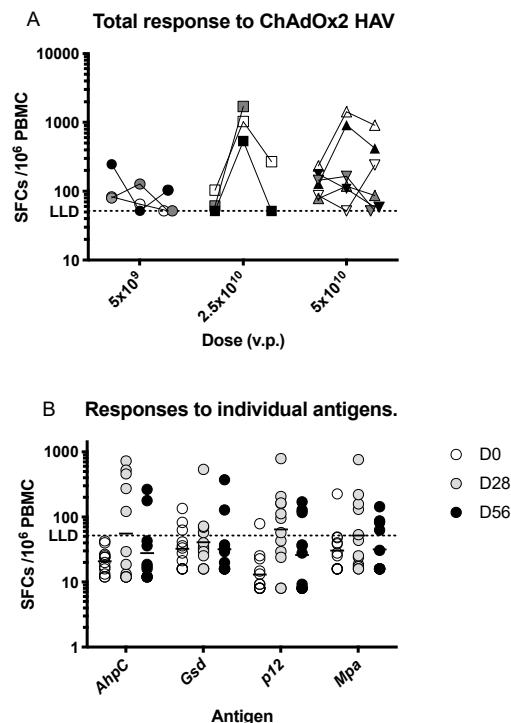 A Total response to ChAdOx2 HAV
SFCs /10⁶ PBMC
10000
1000
100
LLD
10
5x10⁹
2.5x10¹⁰
5x10¹⁰
Dose (v.p.)
B Responses to individual antigens.
SFCs /10⁶ PBMC
1000
100
LLD
10
1
AhpC
Gsd
p12
Mpa
Antigen
D0
D28
D56